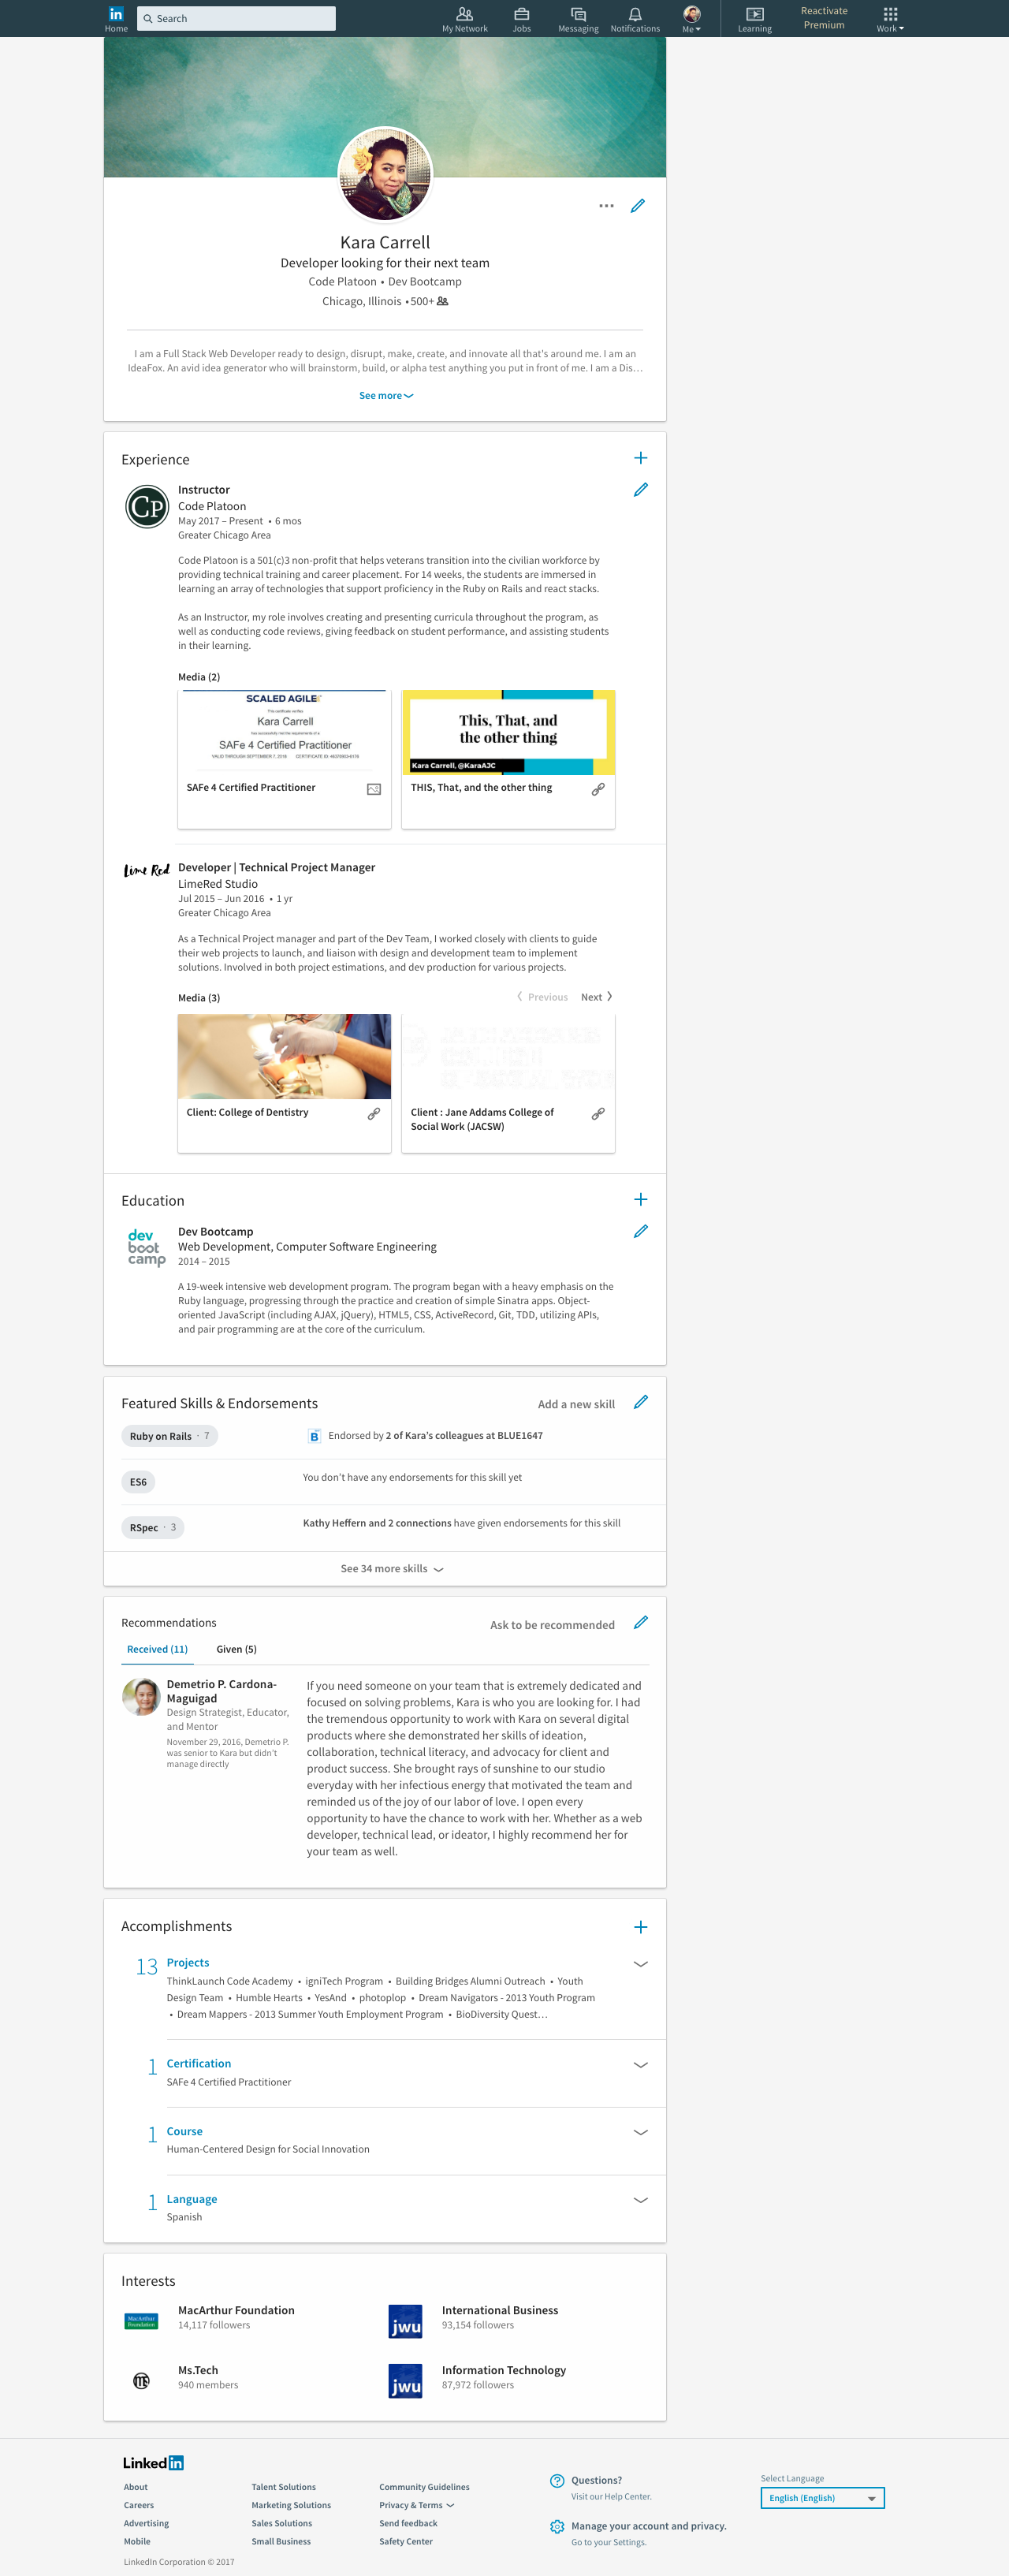 in
Home
Search
My Network
Jobs
Messaging
Notifications
Me
Learning
Reactivate
Premium
Work
Kara Carrell
Developer looking for their next team
Code Platoon • Dev Bootcamp
Chicago, Illinois • 500+
I am a Full Stack Web Developer ready to design, disrupt, make, create, and innovate all that's around me. I am an
IdeaFox. An avid idea generator who will brainstorm, build, or alpha test anything you put in front of me. I am a Dis…
See more
Experience
CP
Instructor
Code Platoon
May 2017 – Present • 6 mos
Greater Chicago Area
Code Platoon is a 501(c)3 non-profit that helps veterans transition into the civilian workforce by
providing technical training and career placement. For 14 weeks, the students are immersed in
learning an array of technologies that support proficiency in the Ruby on Rails and react stacks.
As an Instructor, my role involves creating and presenting curricula throughout the program, as
well as conducting code reviews, giving feedback on student performance, and assisting students
in their learning.
Media (2)
SCALED AGILE
This certificate verifies
Kara Carrell
has successfully met the requirements of a
SAFe 4 Certified Practitioner
VALID THROUGH SEPTEMBER 7, 2018
SAFe 4 Certified Practitioner
This, That, and
the other thing
Kara Carrell, @KaraAJC
THIS, That, and the other thing
Lime Red
Developer | Technical Project Manager
LimeRed Studio
Jul 2015 – Jun 2016 • 1 yr
Greater Chicago Area
As a Technical Project manager and part of the Dev Team, I worked closely with clients to guide
their web projects to launch, and liaison with design and development team to implement
solutions. Involved in both project estimations, and dev production for various projects.
Media (3)
Previous
Next
Client: College of Dentistry
Client : Jane Addams College of
Social Work (JACSW)
Education
dev
boot
camp
Dev Bootcamp
Web Development, Computer Software Engineering
2014 – 2015
A 19-week intensive web development program. The program began with a heavy emphasis on the
Ruby language, progressing through the practice and creation of simple Sinatra apps. Object-
oriented JavaScript (including AJAX, jQuery), HTML5, CSS, ActiveRecord, Git, TDD, utilizing APIs,
and pair programming are at the core of the curriculum.
Featured Skills & Endorsements
Add a new skill
Ruby on Rails · 7
B
Endorsed by 2 of Kara's colleagues at BLUE1647
ES6
You don't have any endorsements for this skill yet
RSpec · 3
Kathy Heffern and 2 connections have given endorsements for this skill
See 34 more skills
Recommendations
Ask to be recommended
Received (11)
Given (5)
Demetrio P. Cardona-
Maguigad
Design Strategist, Educator,
and Mentor
November 29, 2016, Demetrio P.
was senior to Kara but didn't
manage directly
If you need someone on your team that is extremely dedicated and
focused on solving problems, Kara is who you are looking for. I had
the tremendous opportunity to work with Kara on several digital
products where she demonstrated her skills of ideation,
collaboration, technical literacy, and advocacy for client and
product success. She brought rays of sunshine to our studio
everyday with her infectious energy that motivated the team and
reminded us of the joy of our labor of love. I open every
opportunity to have the chance to work with her. Whether as a web
developer, technical lead, or ideator, I highly recommend her for
your team as well.
Accomplishments
13
Projects
ThinkLaunch Code Academy • igniTech Program • Building Bridges Alumni Outreach • Youth
Design Team • Humble Hearts • YesAnd • photoplop • Dream Navigators - 2013 Youth Program
• Dream Mappers - 2013 Summer Youth Employment Program • BioDiversity Quest…
1
Certification
SAFe 4 Certified Practitioner
1
Course
Human-Centered Design for Social Innovation
1
Language
Spanish
Interests
MacArthur
Foundation
MacArthur Foundation
14,117 followers
jwu
International Business
93,154 followers
Ms.Tech
940 members
jwu
Information Technology
87,972 followers
Linked in
About
Talent Solutions
Community Guidelines
Careers
Marketing Solutions
Privacy & Terms
Advertising
Sales Solutions
Send feedback
Mobile
Small Business
Safety Center
LinkedIn Corporation © 2017
Questions?
Visit our Help Center.
Manage your account and privacy.
Go to your Settings.
Select Language
English (English)